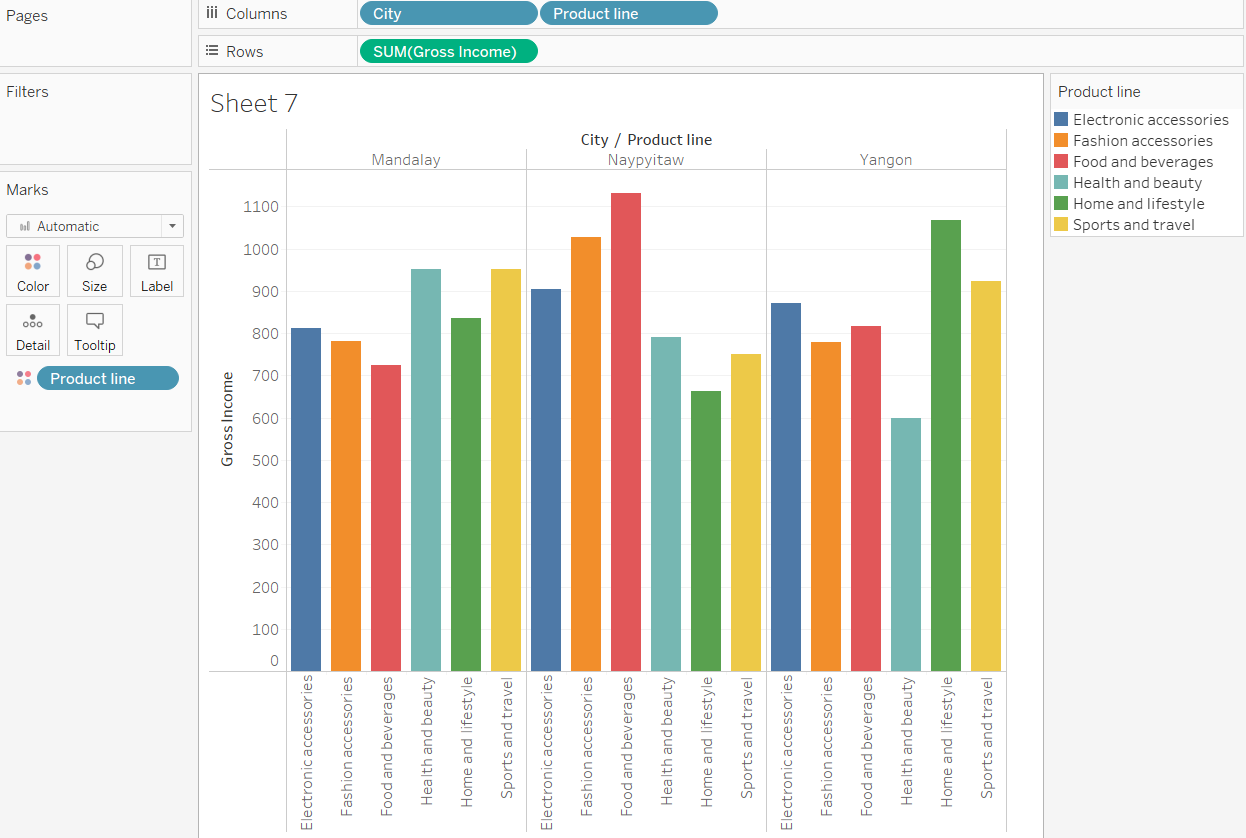 Pages
Columns
City
Product line
Rows
SUM(Gross Income)
Filters
Marks
Automatic
Color
Size
Label
Detail
Tooltip
Product line
Sheet 7
City / Product line
Mandalay
Naypyitaw
Yangon
1100
1000
900
800
700
600
500
400
300
200
100
0
Gross Income
Electronic accessories
Fashion accessories
Food and beverages
Health and beauty
Home and lifestyle
Sports and travel
Electronic accessories
Fashion accessories
Food and beverages
Health and beauty
Home and lifestyle
Sports and travel
Electronic accessories
Fashion accessories
Food and beverages
Health and beauty
Home and lifestyle
Sports and travel
Product line
Electronic accessories
Fashion accessories
Food and beverages
Health and beauty
Home and lifestyle
Sports and travel